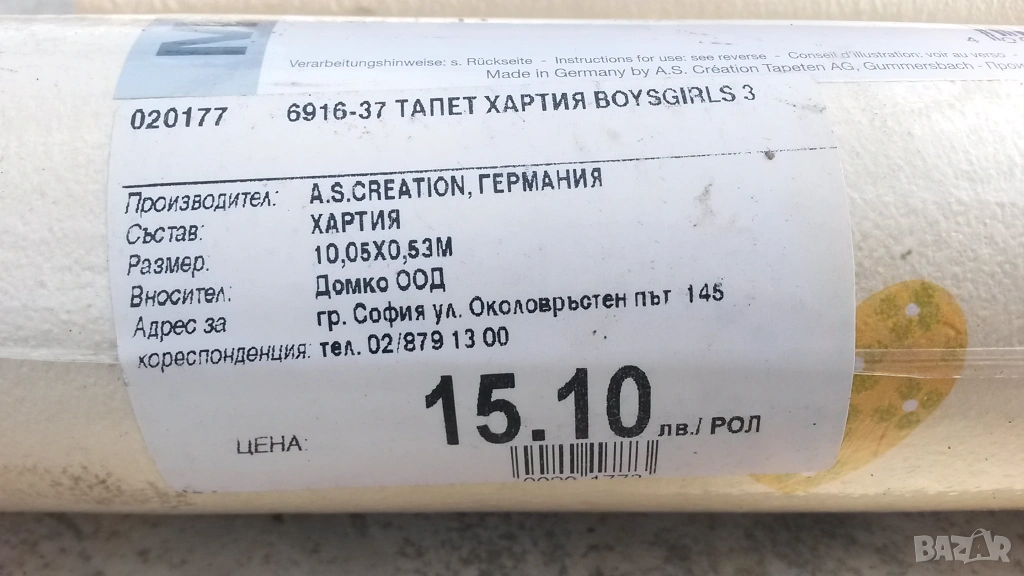 Verarbeitungshinweise: s. Rückseite - Instructions for use: see reverse - Conseil d'illustration: voir au verso
Made in Germany by A.S. Création Tapeten AG, Gummersbach -
020177 6916-37 ТАПЕТ ХАРТИЯ BOYSGIRLS 3
Производител: A.S.CREATION, ГЕРМАНИЯ
Състав: ХАРТИЯ
Размер: 10,05X0,53М
Вносител: Домко ООД
Адрес за гр. София ул. Околовръстен път 145
кореспонденция: тел. 02/879 13 00
ЦЕНА: 15.10 лв./ РОЛ
BAZAR